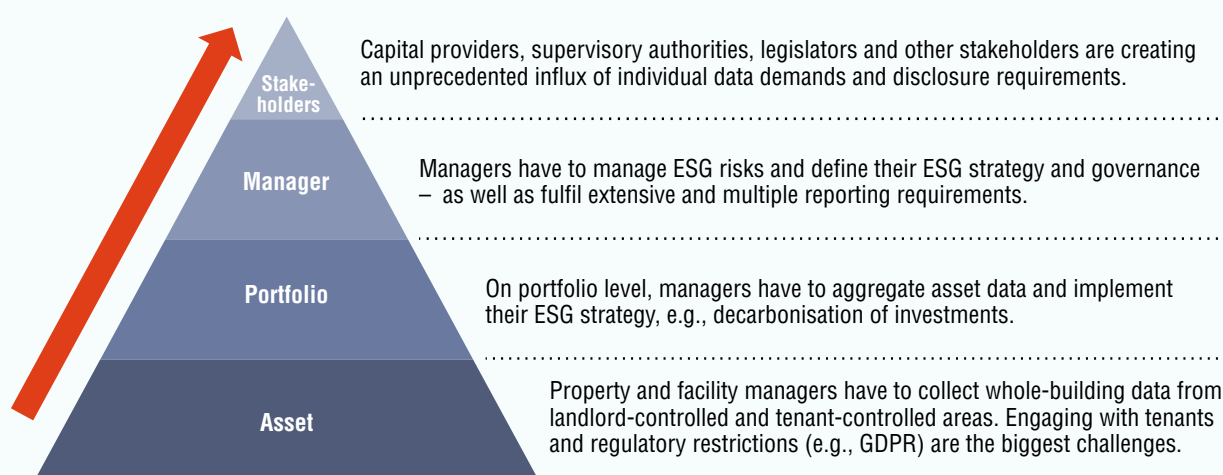 Stake-
holders
Capital providers, supervisory authorities, legislators and other stakeholders are creating
an unprecedented influx of individual data demands and disclosure requirements.
Manager
Managers have to manage ESG risks and define their ESG strategy and governance
– as well as fulfil extensive and multiple reporting requirements.
Portfolio
On portfolio level, managers have to aggregate asset data and implement
their ESG strategy, e.g., decarbonisation of investments.
Asset
Property and facility managers have to collect whole-building data from
landlord-controlled and tenant-controlled areas. Engaging with tenants
and regulatory restrictions (e.g., GDPR) are the biggest challenges.